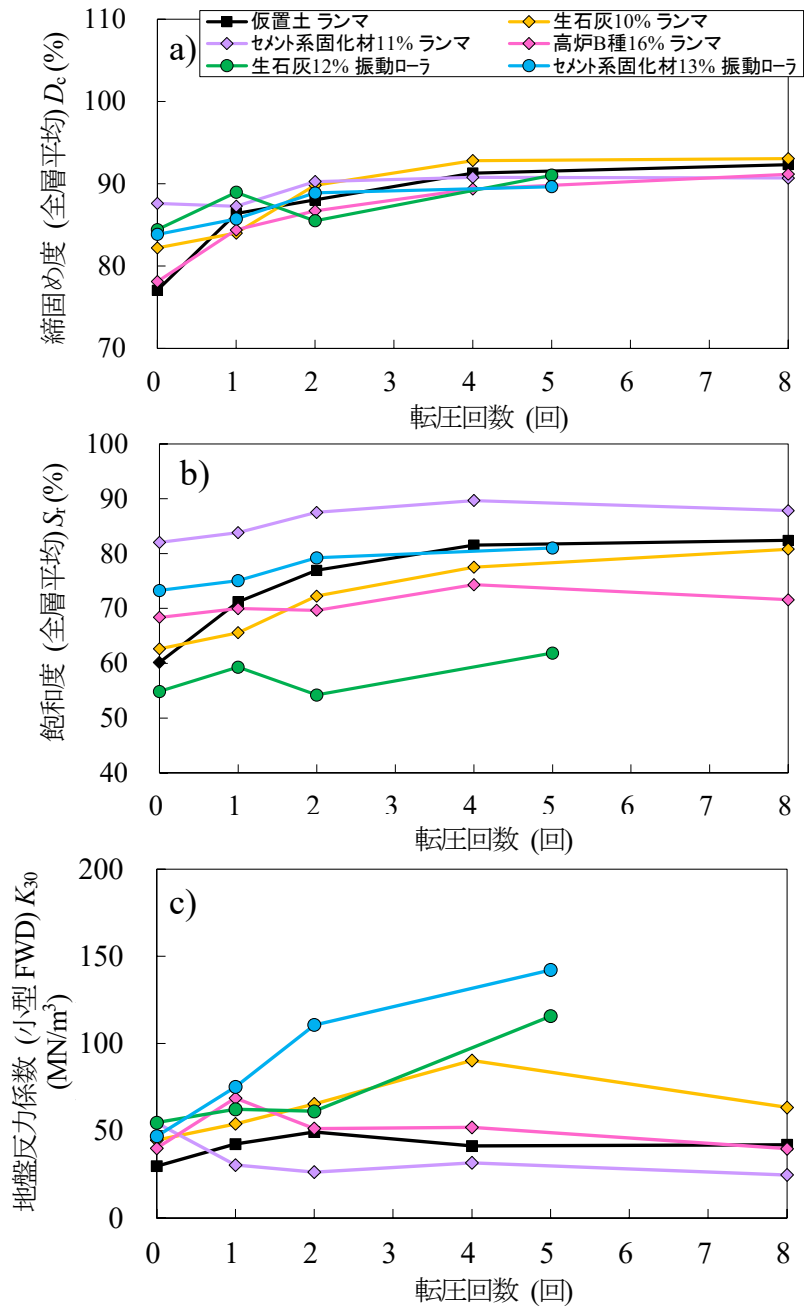 110
a)
仮置土 ランマ
生石灰10% ランマ
セメント系固化材11% ランマ
高炉B種16% ランマ
生石灰12% 振動ローラ
セメント系固化材13% 振動ローラ
100
90
80
70
締固め度 (全層平均) Dc (%)
0 1 2 3 4 5 6 7 8
転圧回数 (回)
100
b)
90
80
70
60
50
40
飽和度 (全層平均) Sr (%)
0 1 2 3 4 5 6 7 8
転圧回数 (回)
200
c)
150
100
50
0
地盤反力係数 (小型 FWD) K30
(MN/m3)
0 1 2 3 4 5 6 7 8
転圧回数 (回)